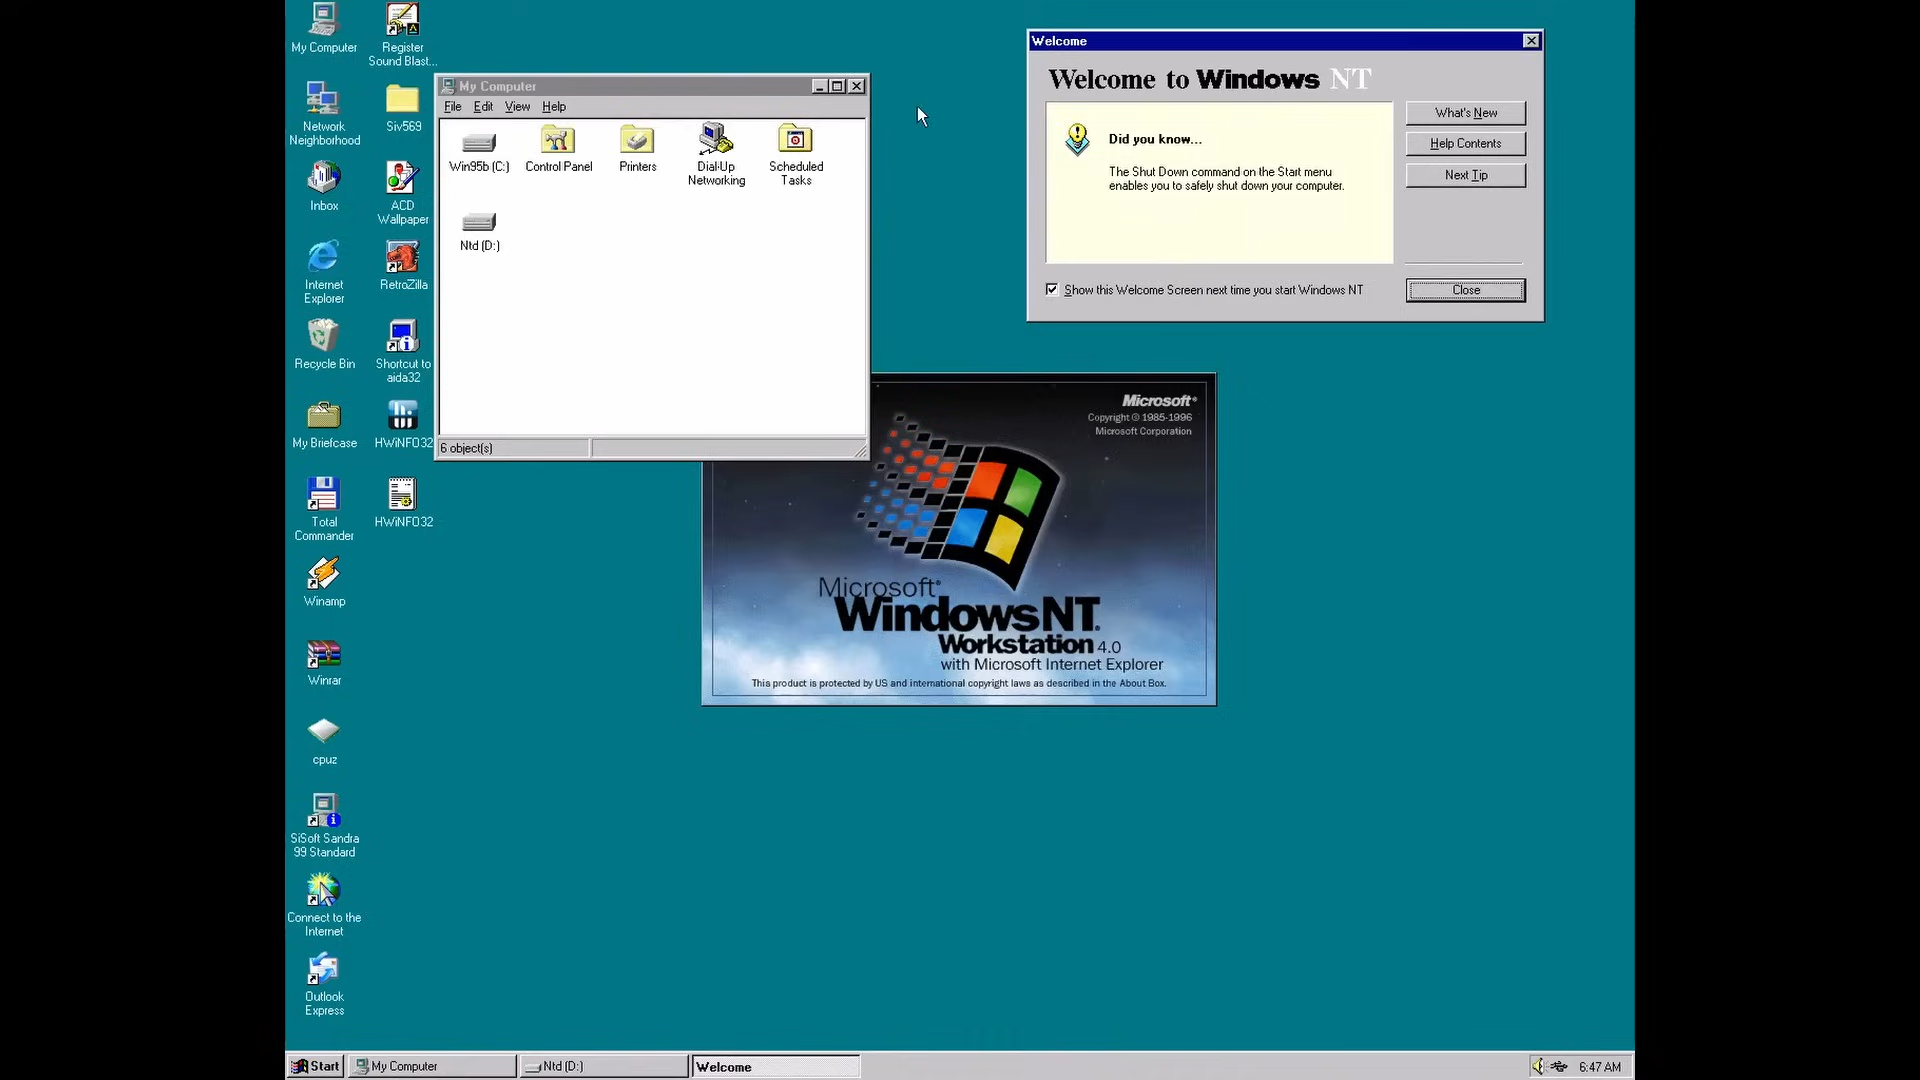 My Computer
Register
Sound Blast...
Network
Neighborhood
Siv569
Inbox
ACD
Wallpaper
Internet
Explorer
RetroZilla
Recycle Bin
Shortcut to
aida32
My Briefcase
HWiNFO32
Total
Commander
HWiNFO32
Winamp
Winrar
cpuz
SiSoft Sandra
99 Standard
Connect to the
Internet
Outlook
Express
My Computer
File Edit View Help
Win95b (C:)
Control Panel
Printers
Dial-Up
Networking
Scheduled
Tasks
Ntd (D:)
6 object(s)
Welcome
Welcome to Windows NT
Did you know...
The Shut Down command on the Start menu
enables you to safely shut down your computer.
What's New
Help Contents
Next Tip
Show this Welcome Screen next time you start Windows NT
Close
Microsoft®
Copyright © 1985-1996
Microsoft Corporation
Microsoft®
Windows NT®
Workstation 4.0
with Microsoft Internet Explorer
This product is protected by US and international copyright laws as described in the About Box.
Start My Computer Ntd (D:) Welcome 6:47 AM